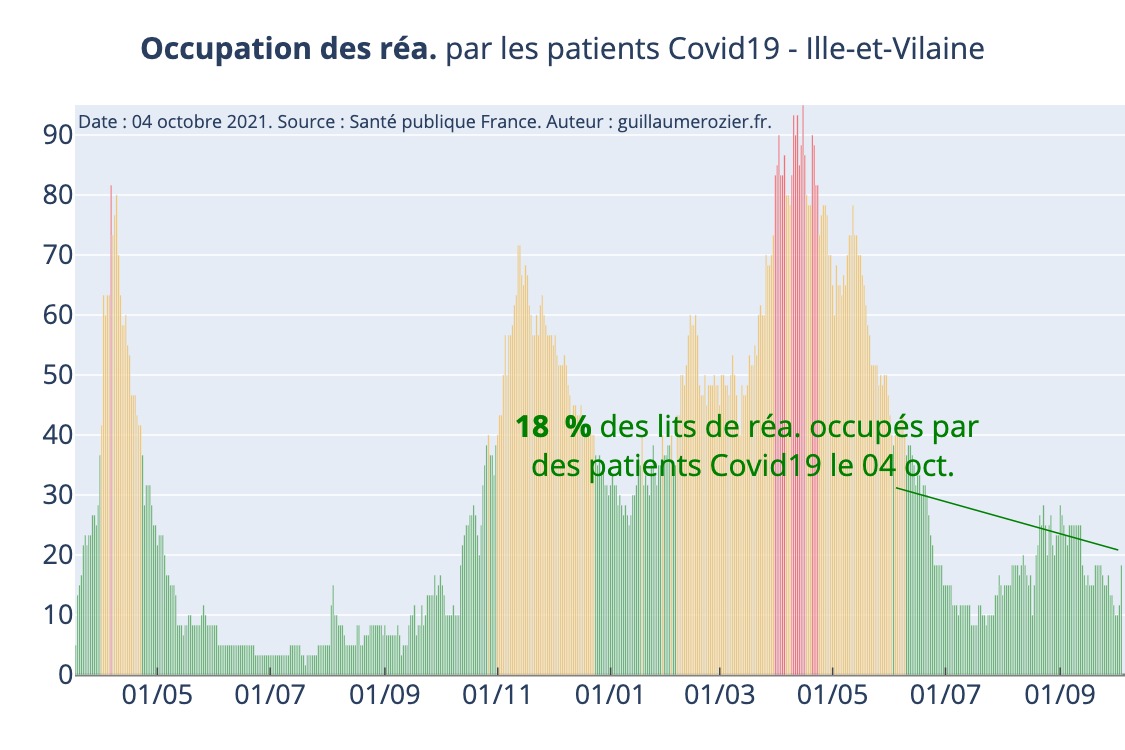 Occupation des réa. par les patients Covid19 - Ille-et-Vilaine
Date : 04 octobre 2021. Source : Santé publique France. Auteur : guillaumerozier.fr.
90
80
70
60
50
40
30
20
10
0
18 % des lits de réa. occupés par
des patients Covid19 le 04 oct.
01/05 01/07 01/09 01/11 01/01 01/03 01/05 01/07 01/09